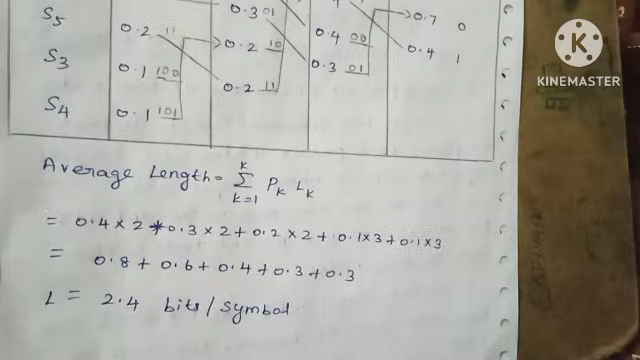 S5 0.2 11 0.3 01 0.4 00 0.7 0
S3 0.1 100 0.2 10 0.3 01 0.4 1
S4 0.1 101 0.2 11
KINEMASTER
Average Length = K Σ k=1 Pk Lk
= 0.4 × 2 + 0.3 × 2 + 0.2 × 2 + 0.1 × 3 + 0.1 × 3
= 0.8 + 0.6 + 0.4 + 0.3 + 0.3
L = 2.4 bits / symbol